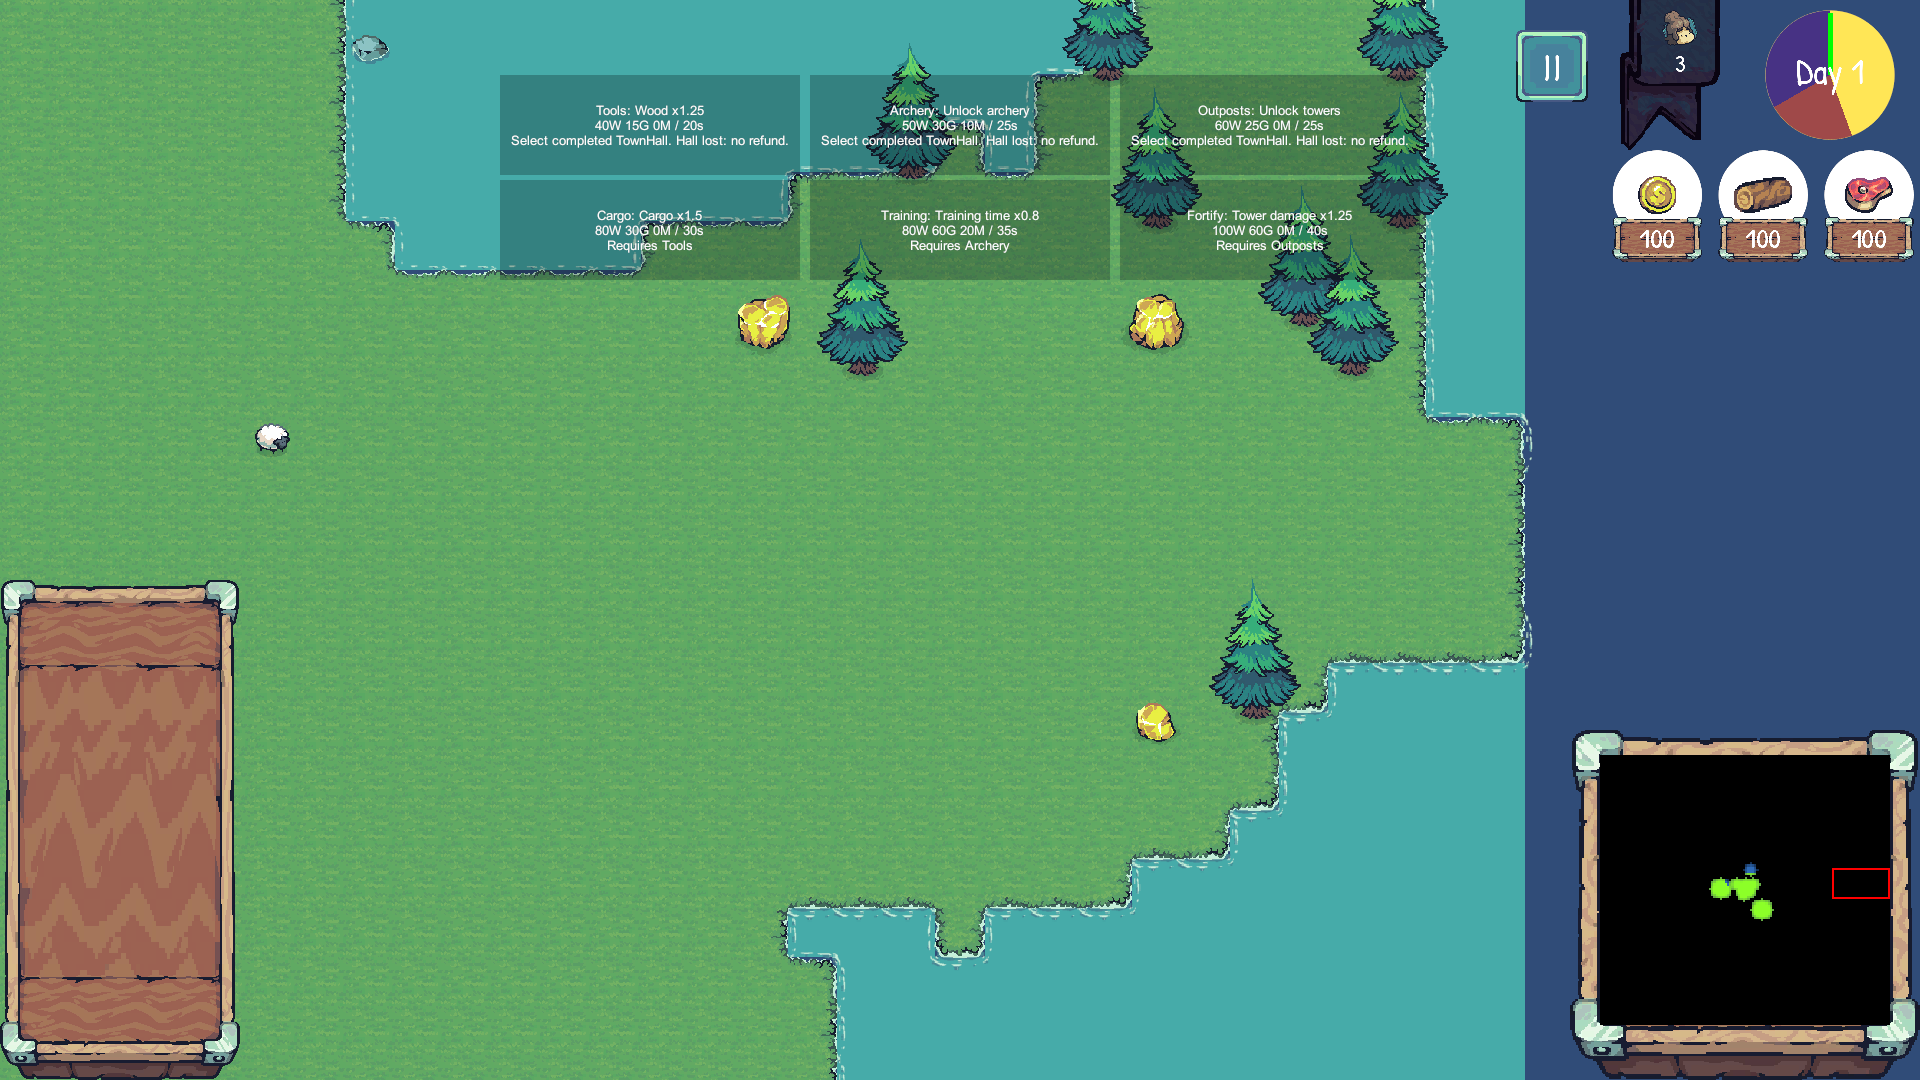 Tools: Wood x1.25
40W 15G 0M / 20s
Select completed TownHall. Hall lost: no refund.
Archery: Unlock archery
50W 30G 10M / 25s
Select completed TownHall. Hall lost: no refund.
Outposts: Unlock towers
60W 25G 0M / 25s
Select completed TownHall. Hall lost: no refund.
Cargo: Cargo x1.5
80W 30G 0M / 30s
Requires Tools
Training: Training time x0.8
80W 60G 20M / 35s
Requires Archery
Fortify: Tower damage x1.25
100W 60G 0M / 40s
Requires Outposts
3
Day 1
100
100
100